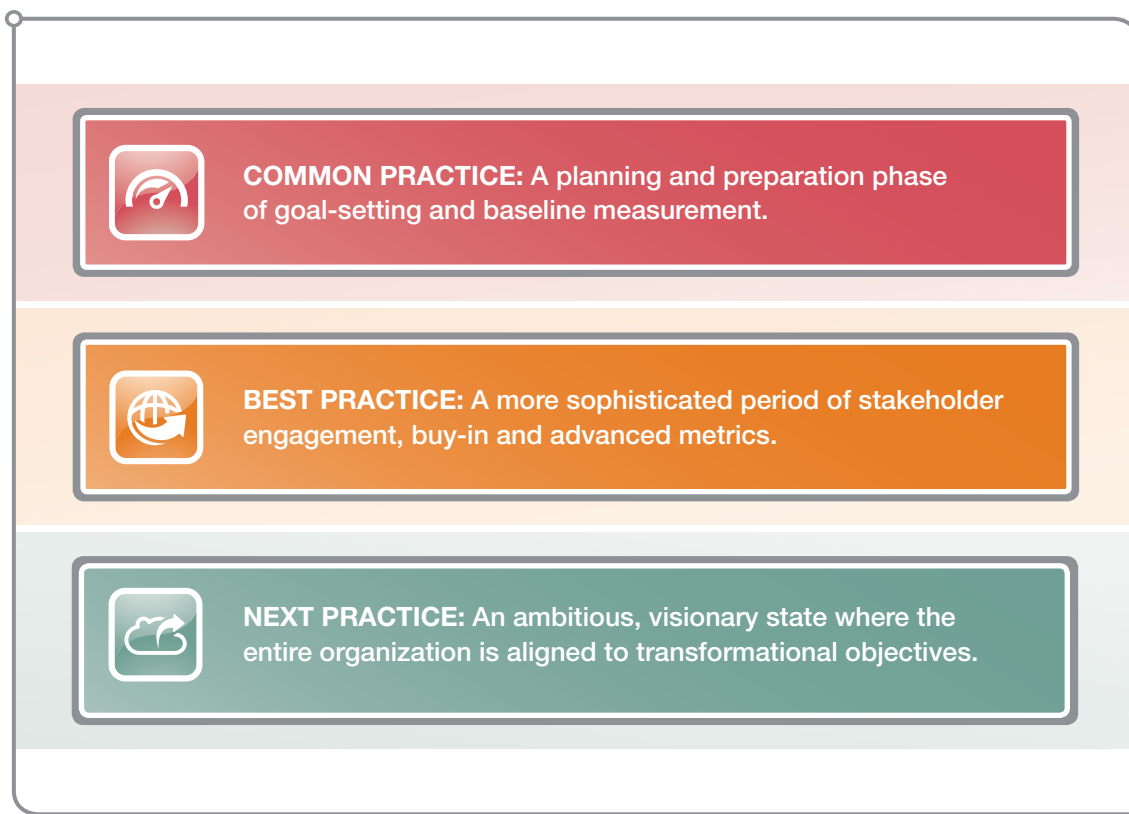 COMMON PRACTICE: A planning and preparation phase
of goal-setting and baseline measurement.
BEST PRACTICE: A more sophisticated period of stakeholder
engagement, buy-in and advanced metrics.
NEXT PRACTICE: An ambitious, visionary state where the
entire organization is aligned to transformational objectives.